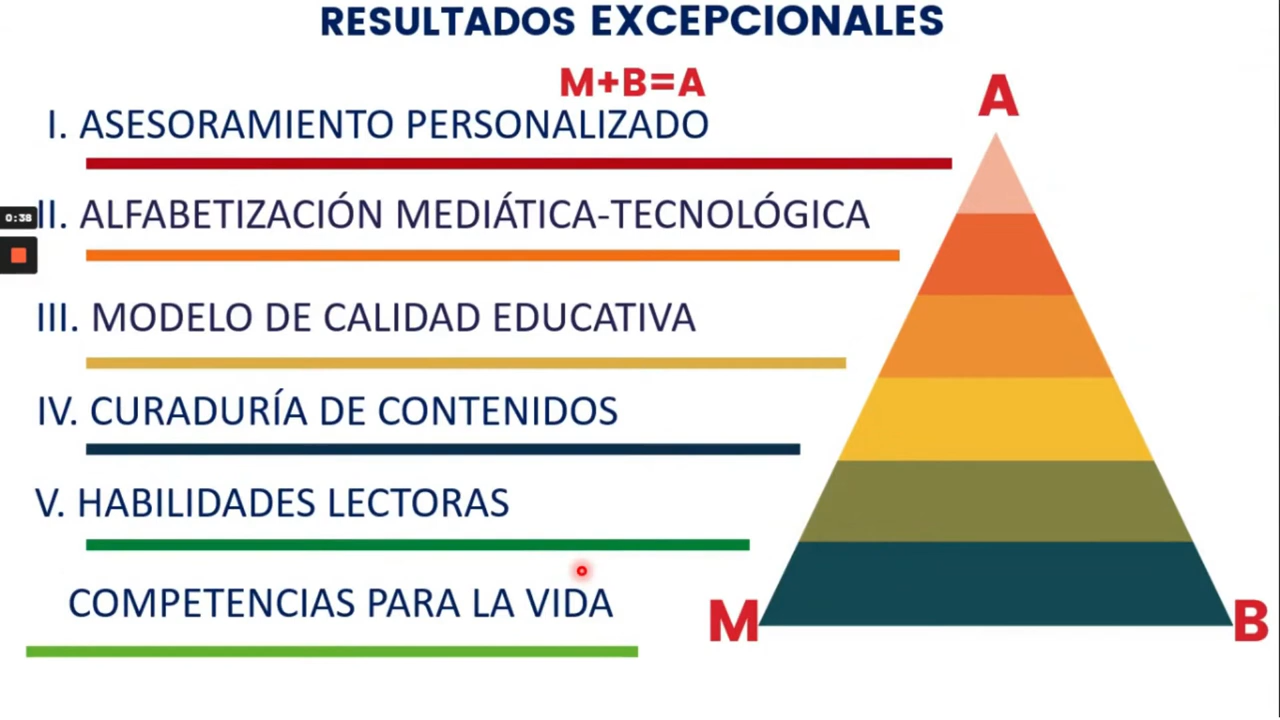 RESULTADOS EXCEPCIONALES
M+B=A
A
I. ASESORAMIENTO PERSONALIZADO
0:38
II. ALFABETIZACIÓN MEDIÁTICA-TECNOLÓGICA
III. MODELO DE CALIDAD EDUCATIVA
IV. CURADURÍA DE CONTENIDOS
V. HABILIDADES LECTORAS
COMPETENCIAS PARA LA VIDA
M
B